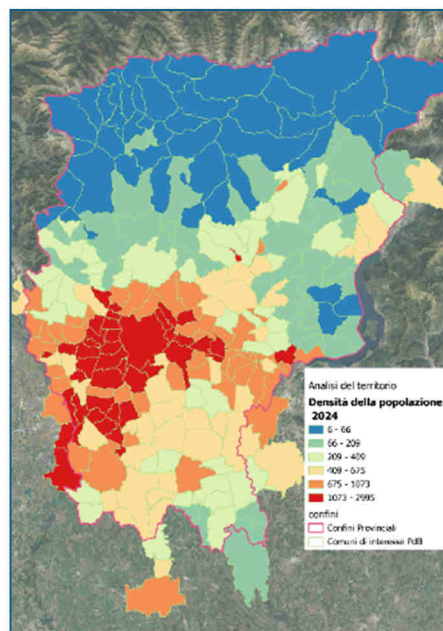 Analisi del territorio
Densità della popolazione
2024
6 - 66
66 - 209
209 - 409
409 - 675
675 - 1073
1073 - 2995
confini
Confini Provinciali
Comuni di interesse PdB